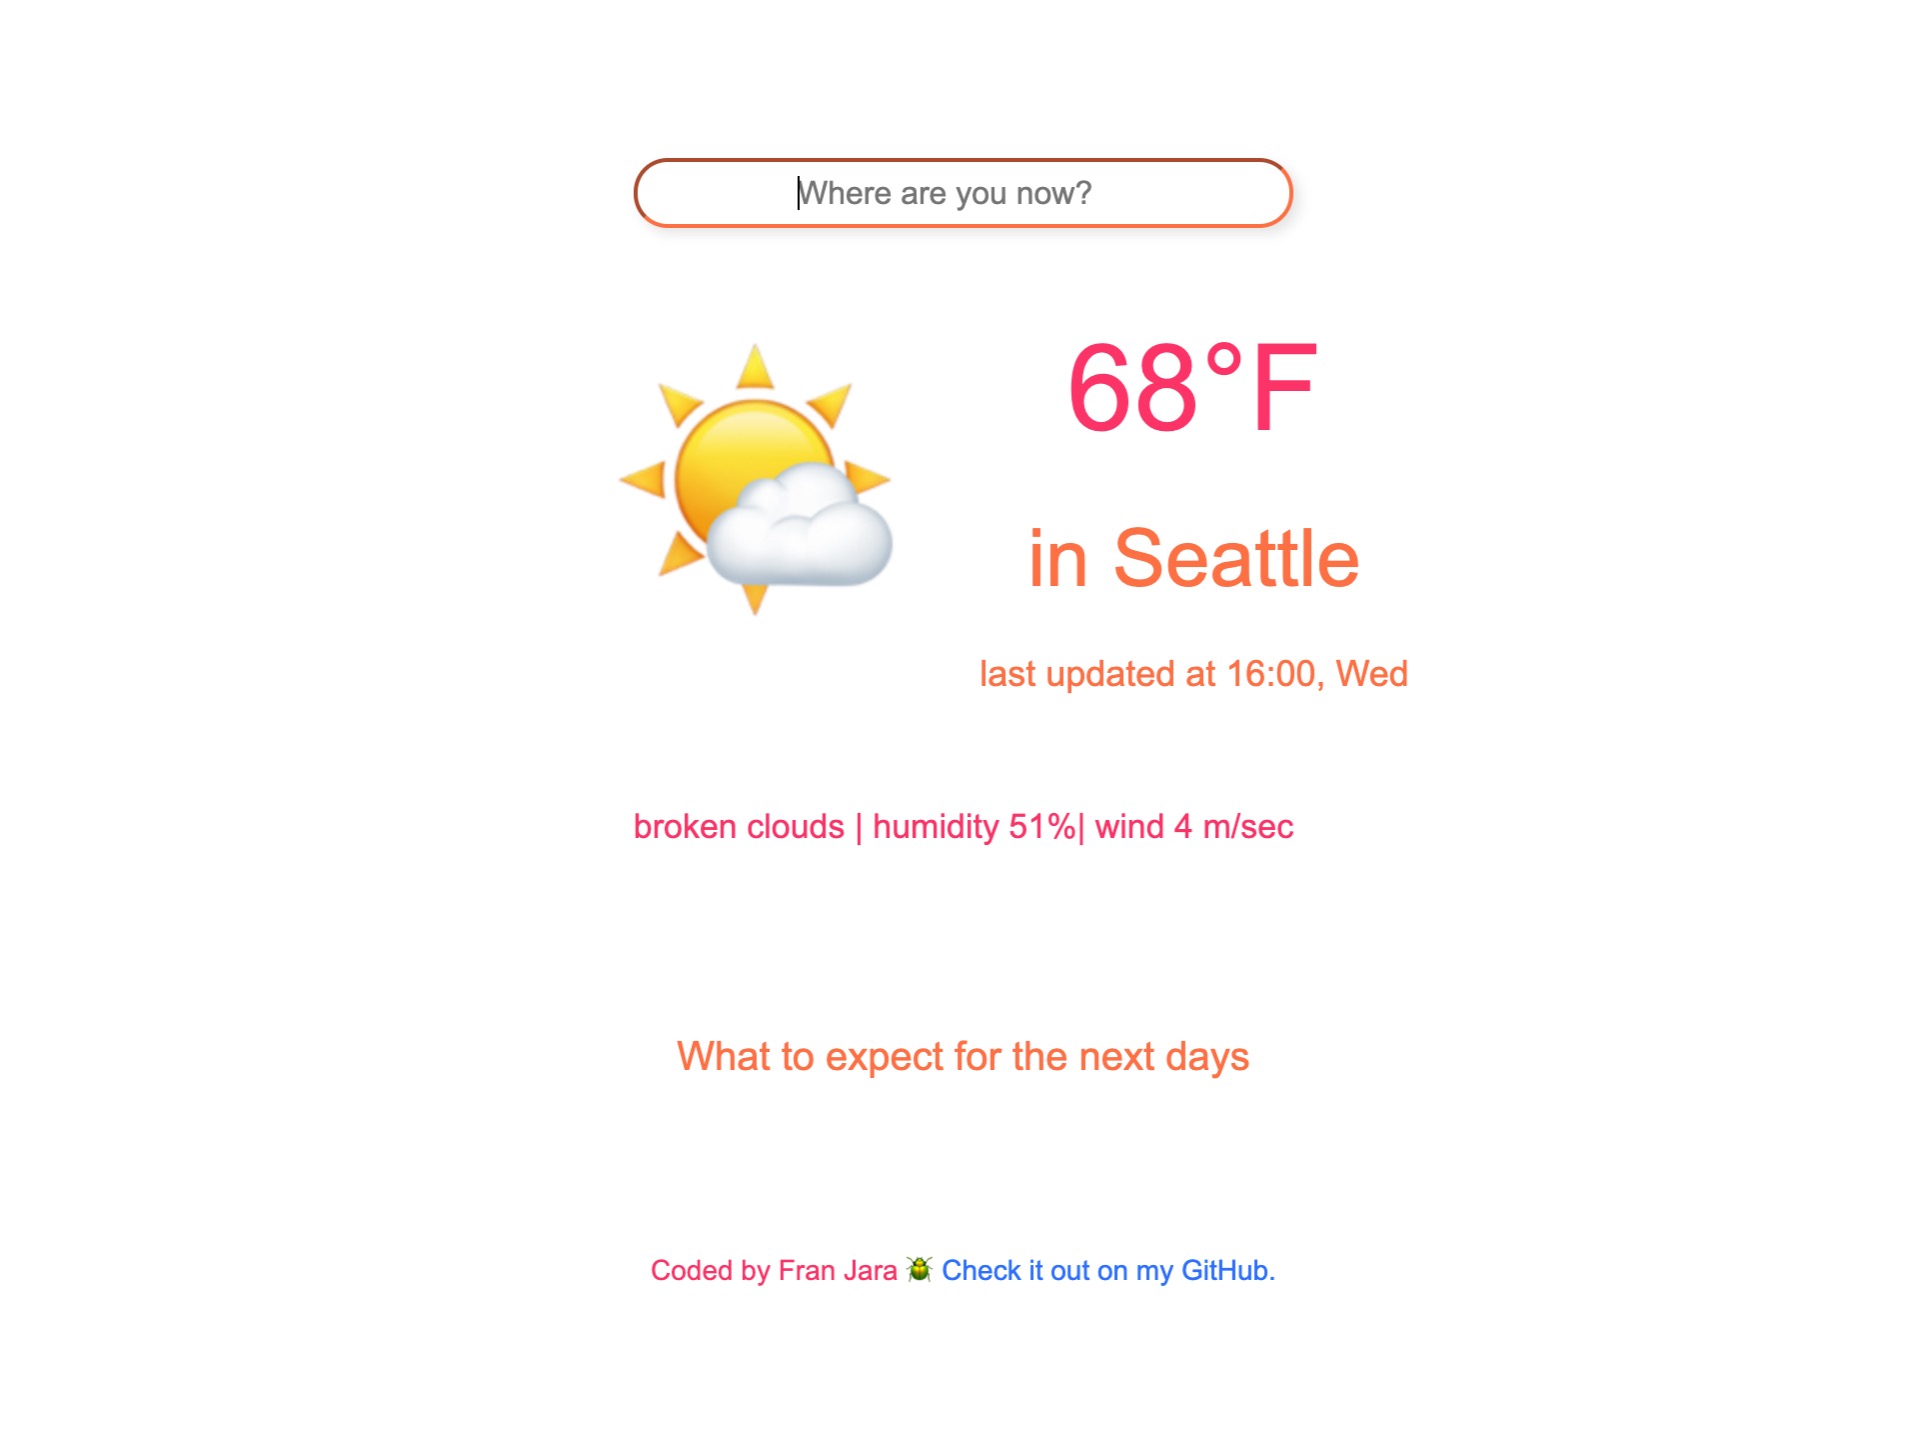 Where are you now?
68°F
in Seattle
last updated at 16:00, Wed
broken clouds | humidity 51%| wind 4 m/sec
What to expect for the next days
Coded by Fran Jara 🪲 Check it out on my GitHub.